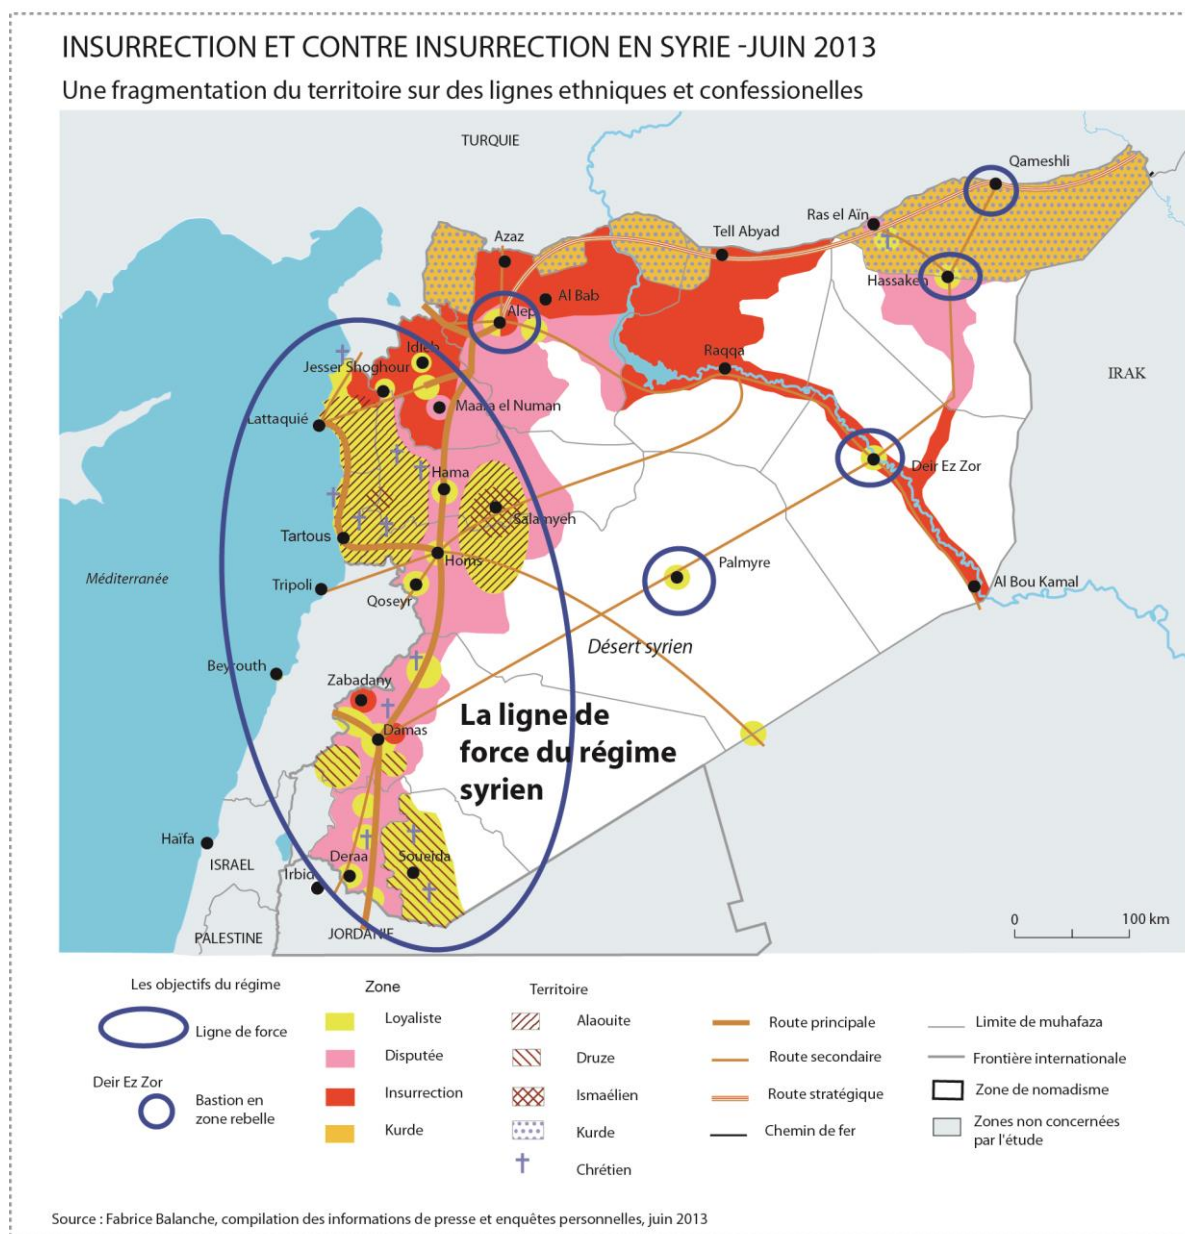 INSURRECTION ET CONTRE INSURRECTION EN SYRIE -JUIN 2013
Une fragmentation du territoire sur des lignes ethniques et confessionelles
TURQUIE
Qameshli
Ras el Aïn
Azaz
Tell Abyad
Hassakeh
Al Bab
Alep
Idleb
Jesser Shoghour
Raqqa
IRAK
Maara el Numan
Lattaquié
Deir Ez Zor
Hama
Salamyeh
Tartous
Homs
Palmyre
Méditerranée
Tripoli
Al Bou Kamal
Qoseyr
Désert syrien
Beyrouth
Zabadany
La ligne de
force du régime
syrien
Damas
Haïfa
ISRAEL
Deraa
Soueida
Irbid
0
100 km
PALESTINE
JORDANIE
Les objectifs du régime
Ligne de force
Deir Ez Zor
Bastion en
zone rebelle
Zone
Loyaliste
Disputée
Insurrection
Kurde
Territoire
Alaouite
Druze
Ismaélien
Kurde
Chrétien
Route principale
Route secondaire
Route stratégique
Chemin de fer
Limite de muhafaza
Frontière internationale
Zone de nomadisme
Zones non concernées
par l'étude
Source : Fabrice Balanche, compilation des informations de presse et enquêtes personnelles, juin 2013